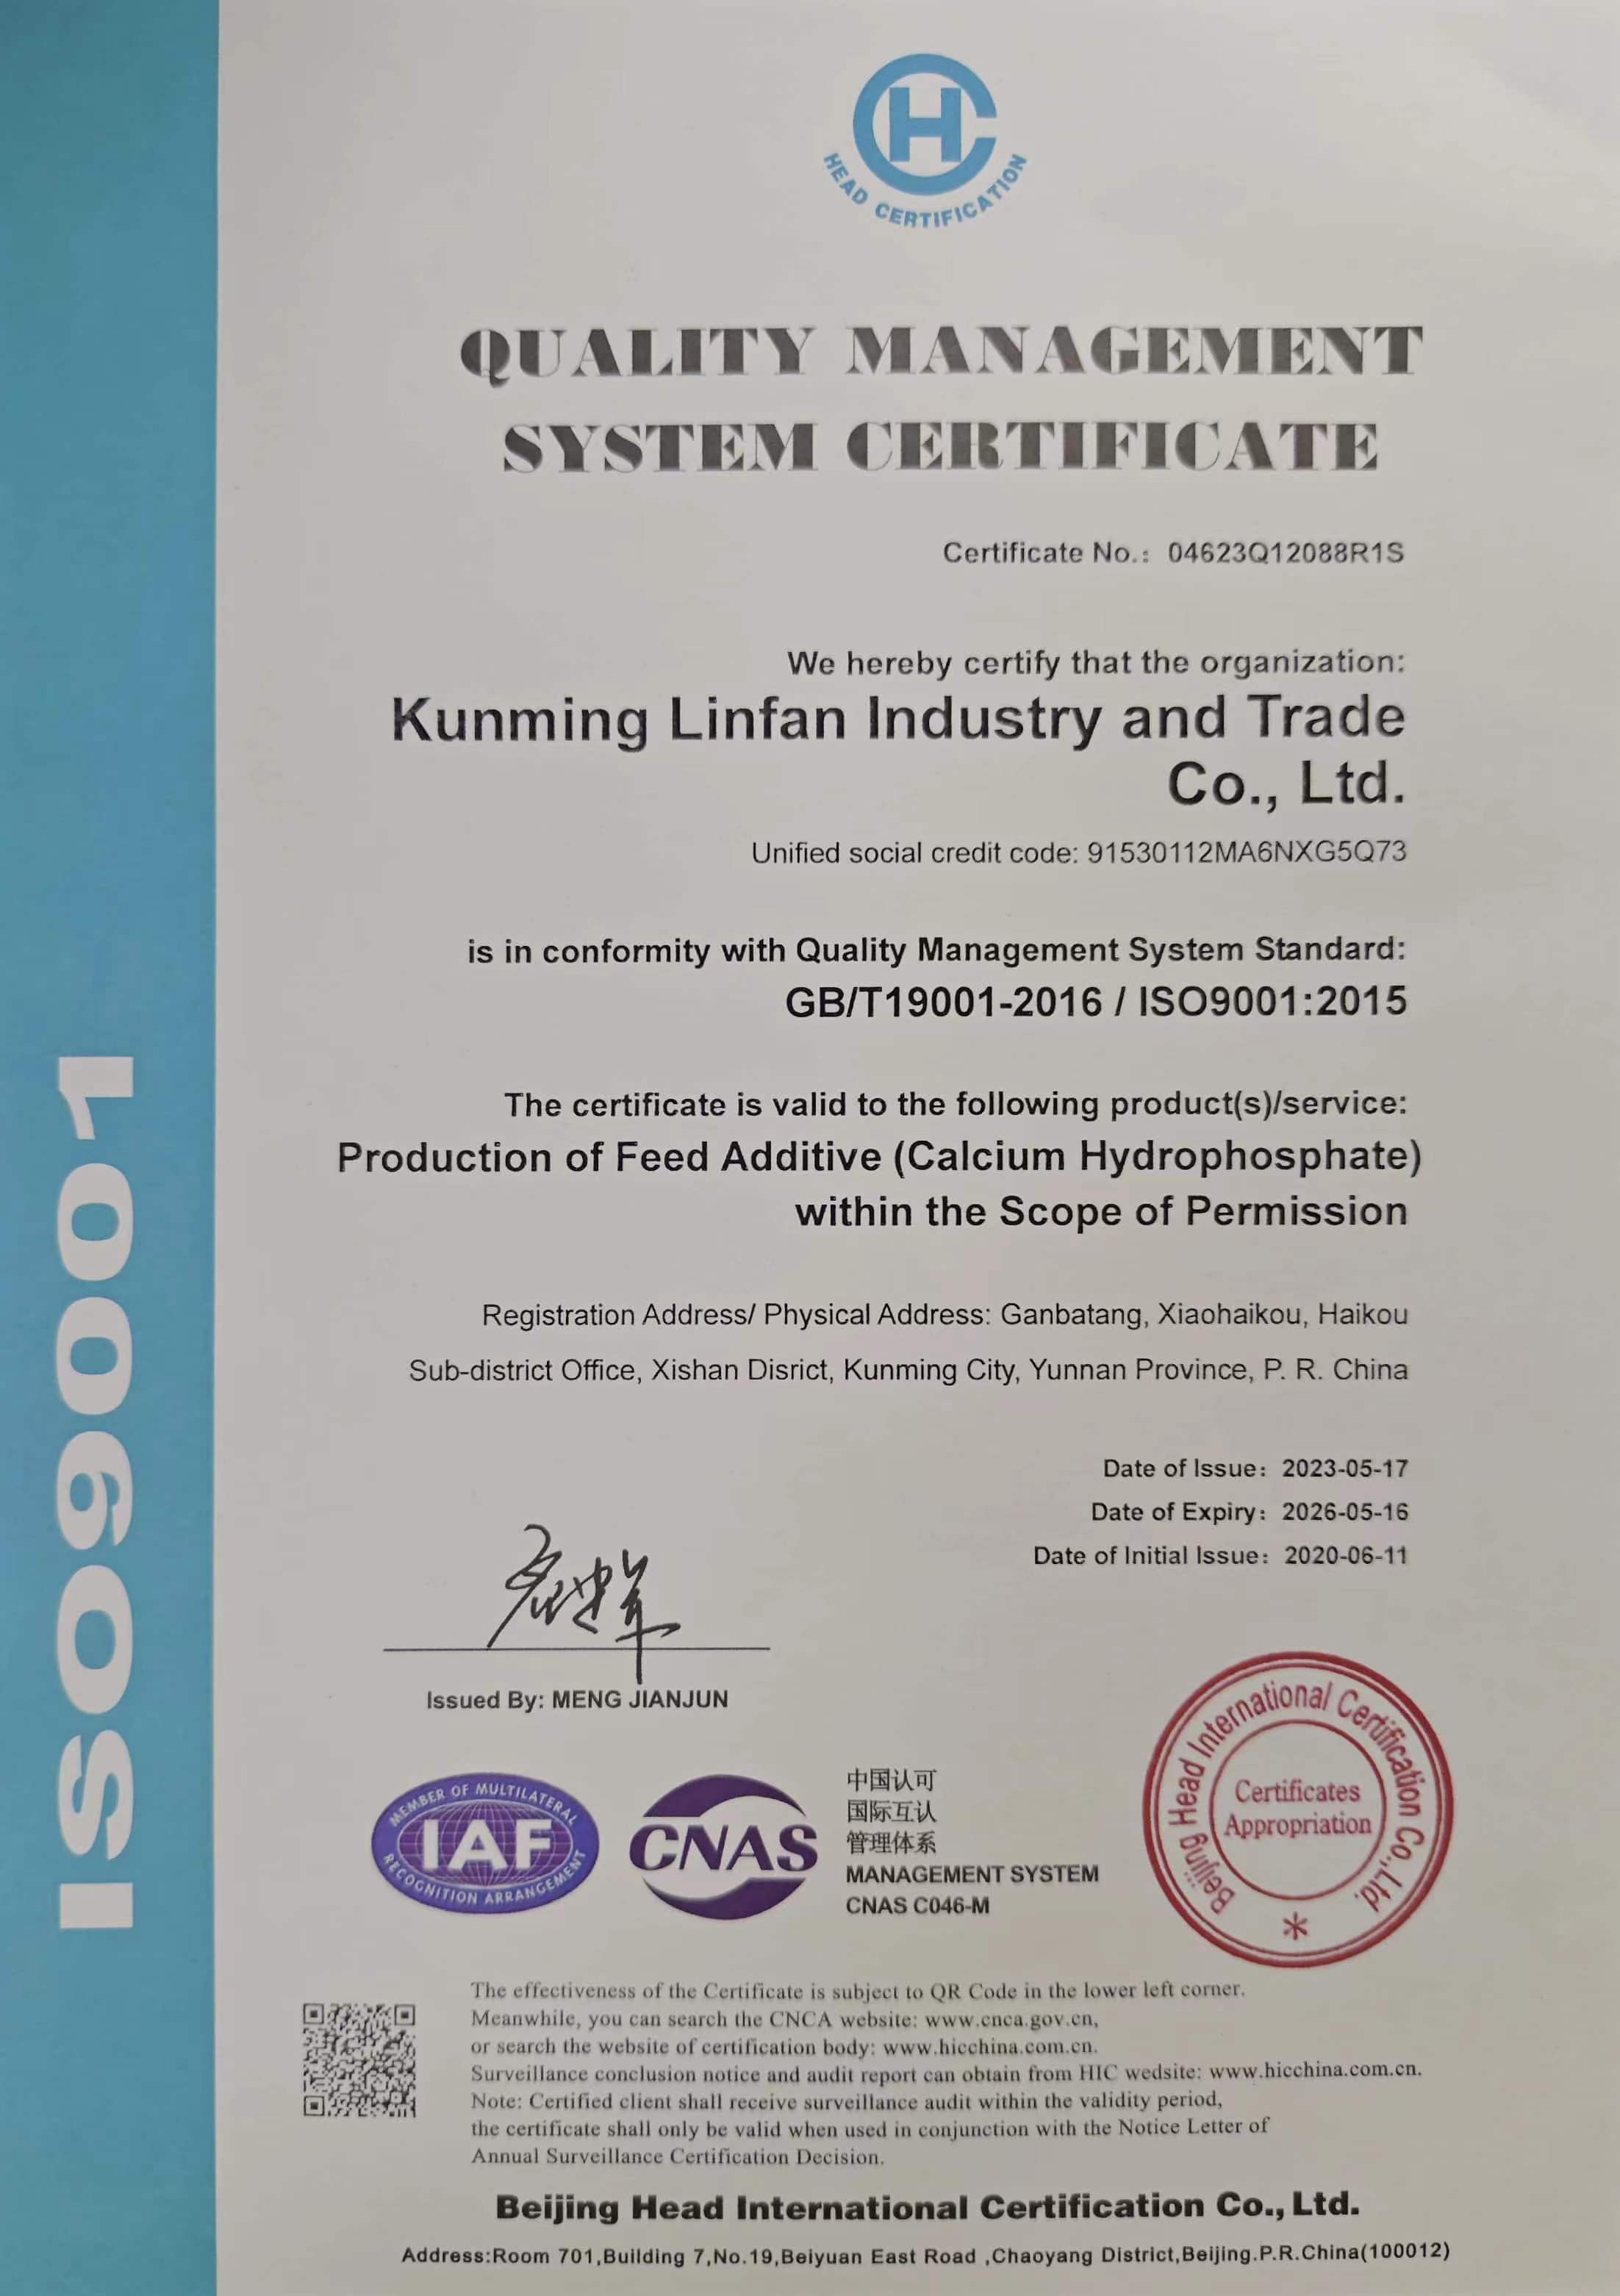 HEAD CERTIFICATION
QUALITY MANAGEMENT
SYSTEM CERTIFICATE
Certificate No.: 04623Q12088R1S
We hereby certify that the organization:
Kunming Linfan Industry and Trade
Co., Ltd.
Unified social credit code: 91530112MA6NXG5Q73
is in conformity with Quality Management System Standard:
GB/T19001-2016 / ISO9001:2015
The certificate is valid to the following product(s)/service:
Production of Feed Additive (Calcium Hydrophosphate)
within the Scope of Permission
Registration Address/ Physical Address: Ganbatang, Xiaohaikou, Haikou
Sub-district Office, Xishan Disrict, Kunming City, Yunnan Province, P. R. China
Date of Issue: 2023-05-17
Date of Expiry: 2026-05-16
Date of Initial Issue: 2020-06-11
Issued By: MENG JIANJUN
ISO9001
MEMBER OF MULTILATERAL
IAF
RECOGNITION ARRANGEMENT
CNAS
中国认可
国际互认
管理体系
MANAGEMENT SYSTEM
CNAS C046-M
Beijing Head International Certification Co.,Ltd.
Certificates
Appropriation
The effectiveness of the Certificate is subject to QR Code in the lower left corner.
Meanwhile, you can search the CNCA website: www.cnca.gov.cn,
or search the website of certification body: www.hicchina.com.cn.
Surveillance conclusion notice and audit report can obtain from HIC wedsite: www.hicchina.com.cn.
Note: Certified client shall receive surveillance audit within the validity period,
the certificate shall only be valid when used in conjunction with the Notice Letter of
Annual Surveillance Certification Decision.
Beijing Head International Certification Co., Ltd.
Address:Room 701,Building 7,No.19,Beiyuan East Road ,Chaoyang District,Beijing.P.R.China(100012)